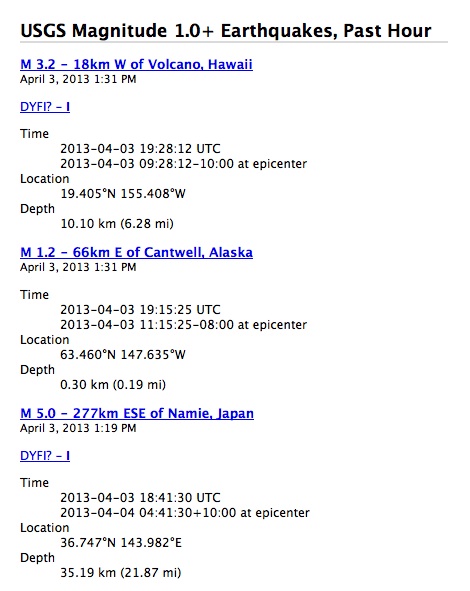 USGS Magnitude 1.0+ Earthquakes, Past Hour
M 3.2 - 18km W of Volcano, Hawaii
April 3, 2013 1:31 PM
DYFI? - I
Time
2013-04-03 19:28:12 UTC
2013-04-03 09:28:12-10:00 at epicenter
Location
19.405°N 155.408°W
Depth
10.10 km (6.28 mi)
M 1.2 - 66km E of Cantwell, Alaska
April 3, 2013 1:31 PM
Time
2013-04-03 19:15:25 UTC
2013-04-03 11:15:25-08:00 at epicenter
Location
63.460°N 147.635°W
Depth
0.30 km (0.19 mi)
M 5.0 - 277km ESE of Namie, Japan
April 3, 2013 1:19 PM
DYFI? - I
Time
2013-04-03 18:41:30 UTC
2013-04-04 04:41:30+10:00 at epicenter
Location
36.747°N 143.982°E
Depth
35.19 km (21.87 mi)